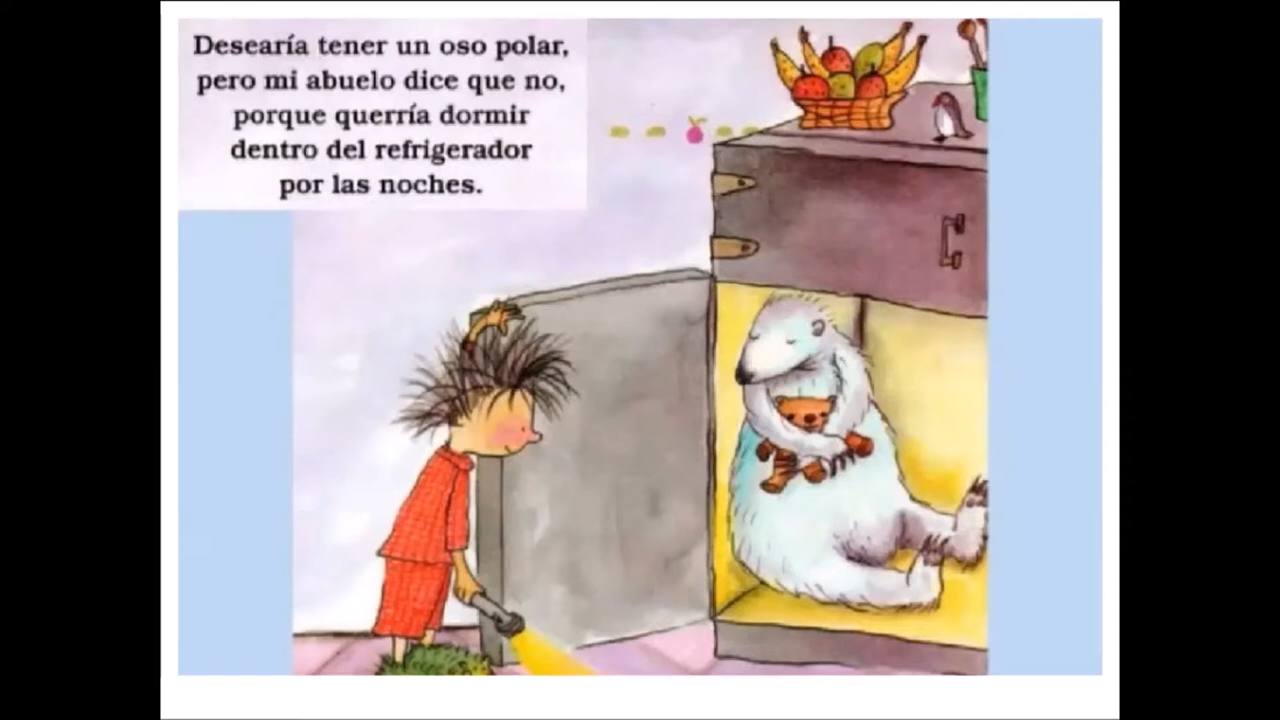 Desearía tener un oso polar,
pero mi abuelo dice que no,
porque querría dormir
dentro del refrigerador
por las noches.